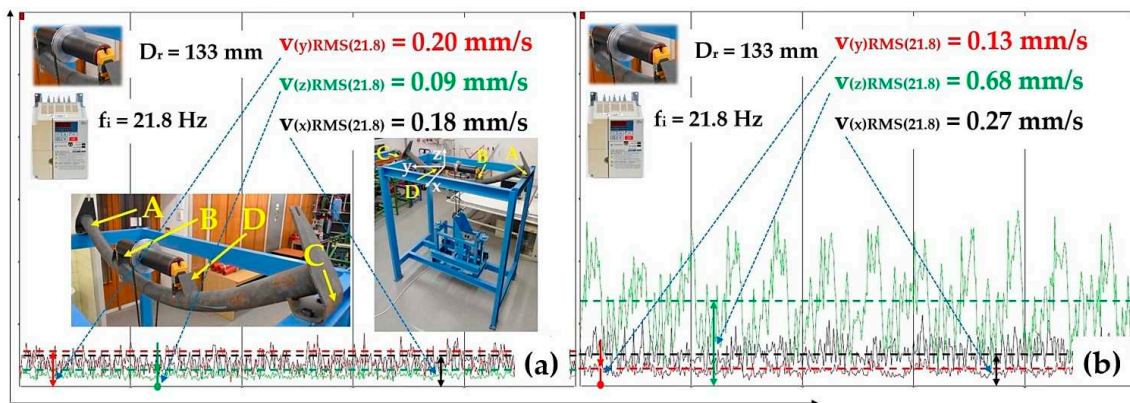 Dr = 133 mm
fi = 21.8 Hz
v(y)RMS(21.8) = 0.20 mm/s
v(z)RMS(21.8) = 0.09 mm/s
v(x)RMS(21.8) = 0.18 mm/s
A
B
D
C
C
z
B
A
y
D
x
(a)
Dr = 133 mm
fi = 21.8 Hz
v(y)RMS(21.8) = 0.13 mm/s
v(z)RMS(21.8) = 0.68 mm/s
v(x)RMS(21.8) = 0.27 mm/s
(b)